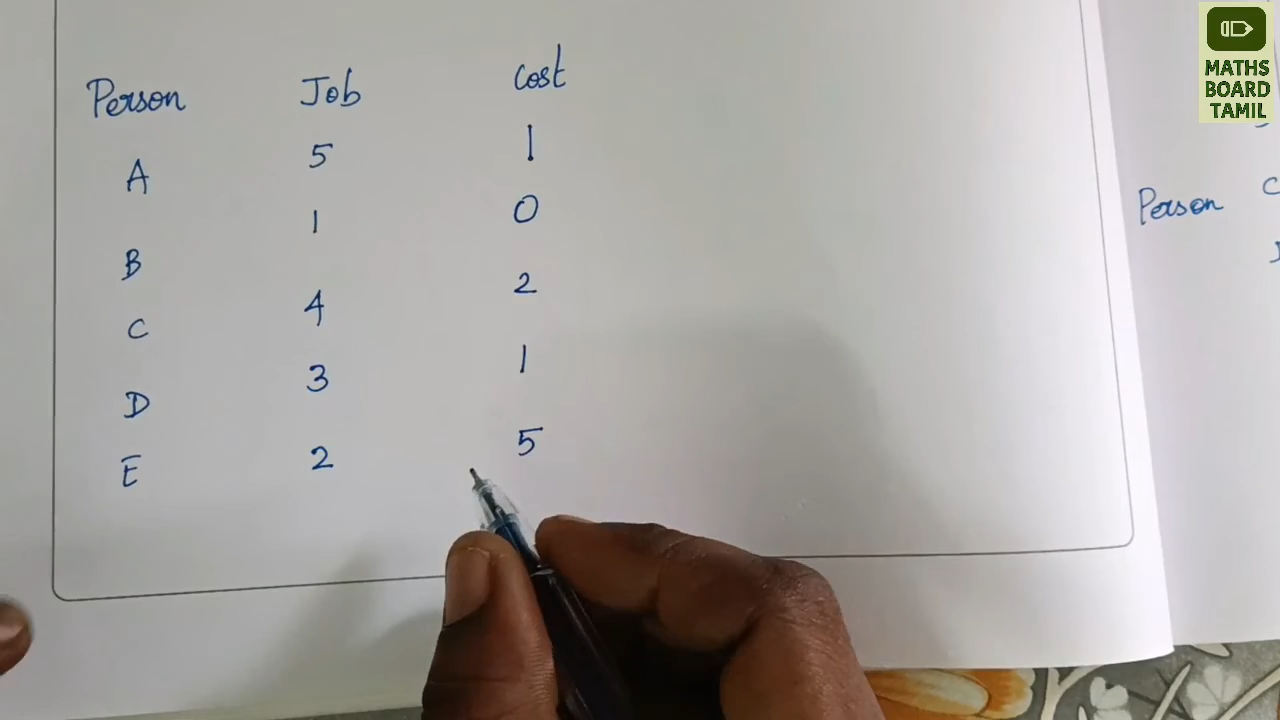 Person Job Cost
A 5 1
B 1 0
C 4 2
D 3 1
E 2 5
Person
MATHS
BOARD
TAMIL